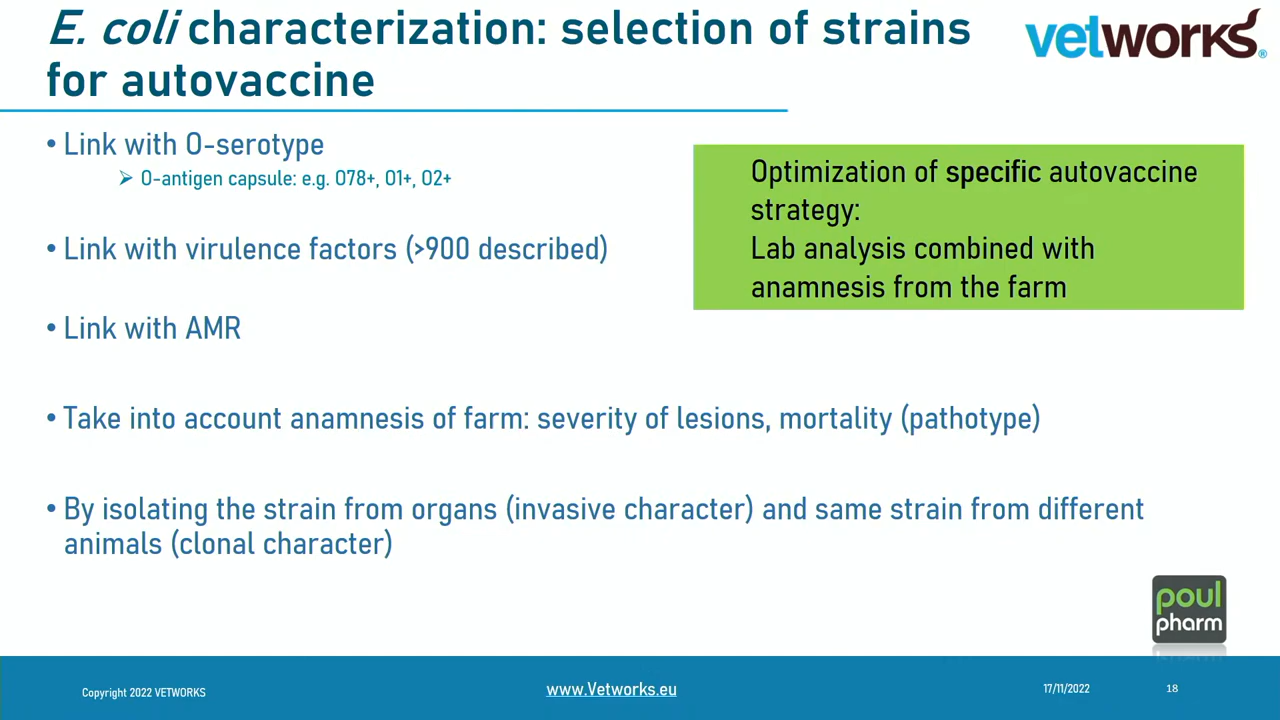 E. coli characterization: selection of strains
for autovaccine
vetworks®
• Link with O-serotype
➢ O-antigen capsule: e.g. O78+, O1+, O2+
• Link with virulence factors (>900 described)
• Link with AMR
• Take into account anamnesis of farm: severity of lesions, mortality (pathotype)
• By isolating the strain from organs (invasive character) and same strain from different
animals (clonal character)
Optimization of specific autovaccine
strategy:
Lab analysis combined with
anamnesis from the farm
poul
pharm
Copyright 2022 VETWORKS
www.Vetworks.eu
17/11/2022
18